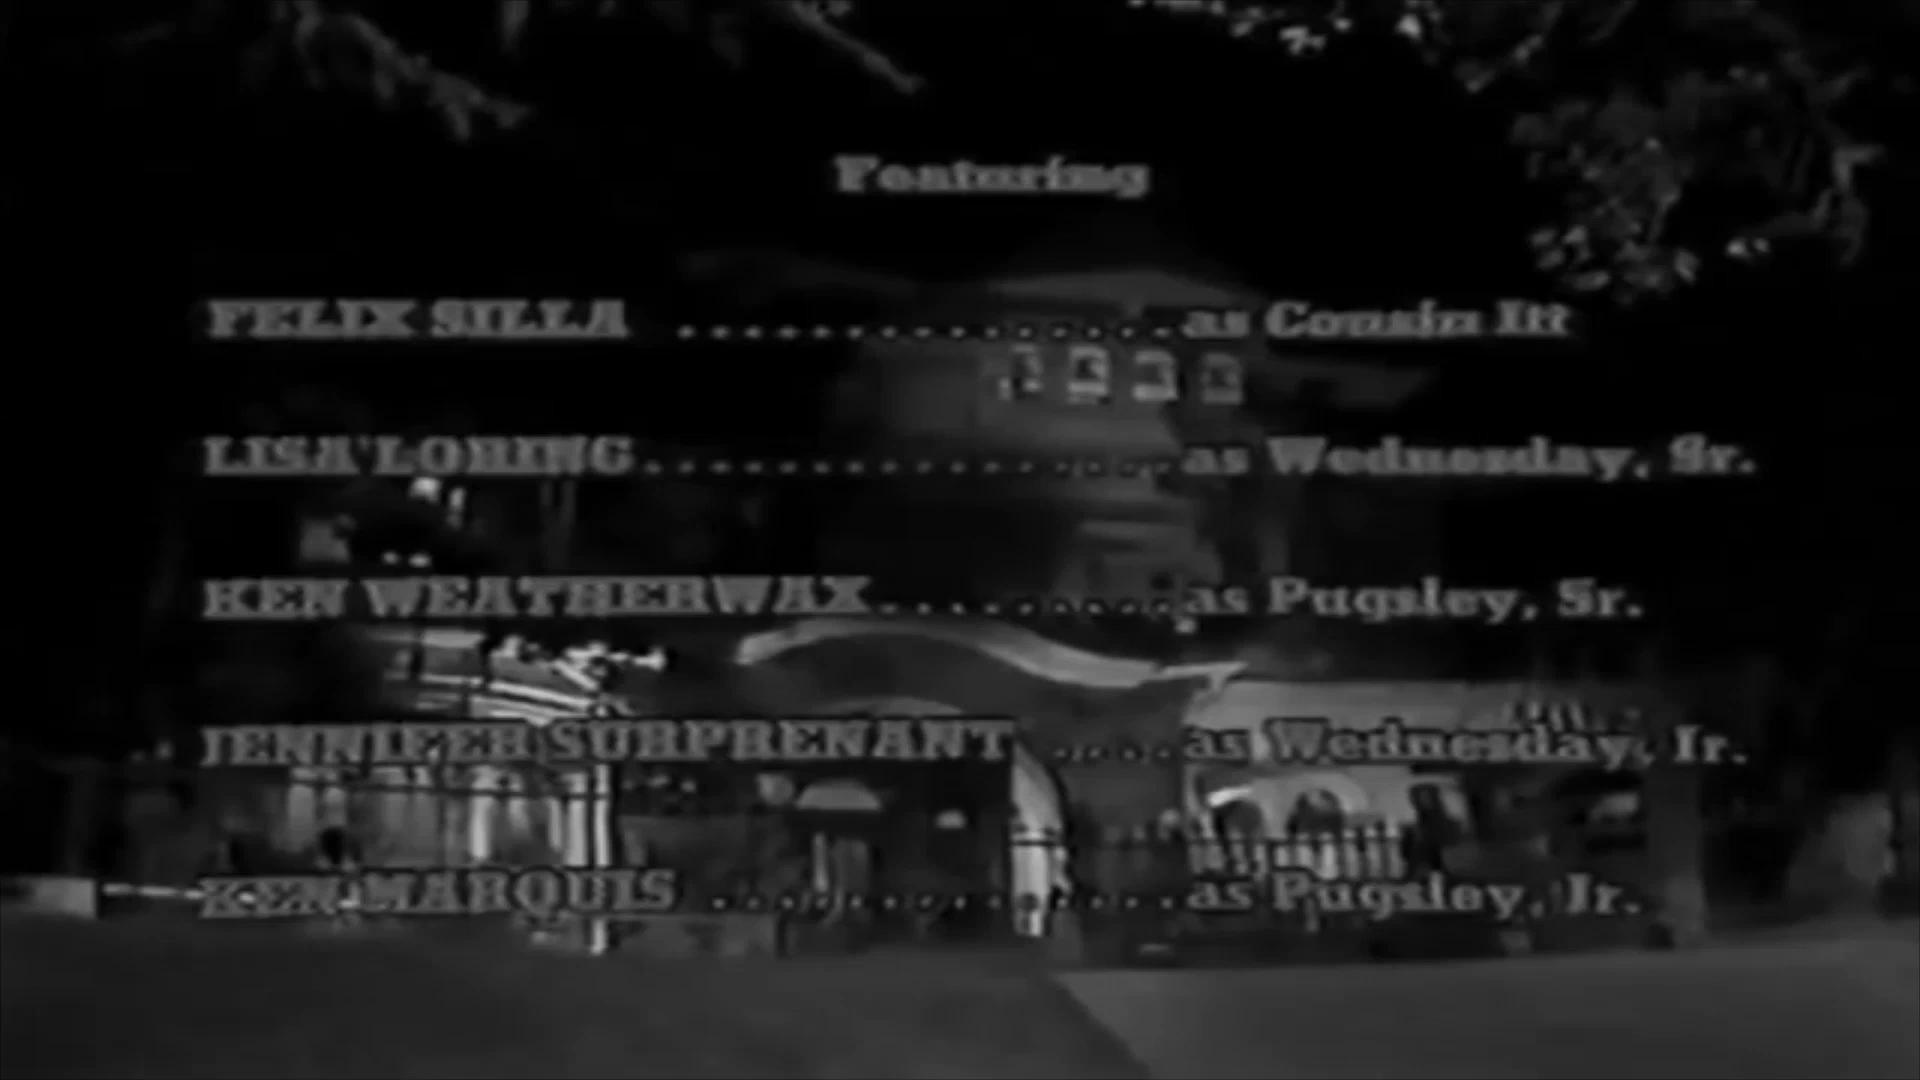 Featuring
FELIX SILLA ................as Cousin Itt
LISA LORING................as Wednesday, Sr.
KEN WEATHERWAX.........as Pugsley, Sr.
JENNIFER SURPRENANT .....as Wednesday, Jr.
KEN MARQUIS ..............as Pugsley, Jr.